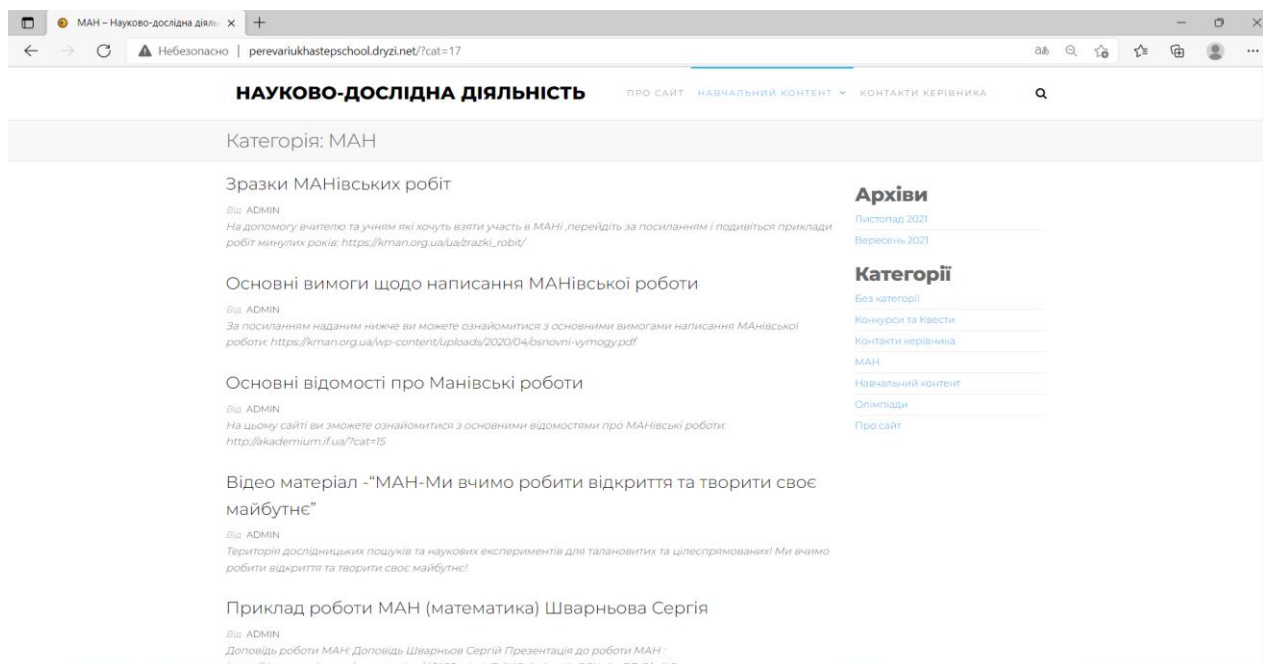 МАН – Науково-дослідна діяль
Небезпасно | perevariukhastepschool.dryzi.net/?cat=17
НАУКОВО-ДОСЛІДНА ДІЯЛЬНІСТЬ
ПРО САЙТ НАВЧАЛЬНИЙ КОНТЕНТ КОНТАКТИ КЕРІВНИКА
Категорія: МАН
Зразки МАНівських робіт
Від ADMIN
На допомогу вчителю та учням які хочуть взяти участь в МАНі ,перейдіть за посиланням і подивіться приклади
робіт минулих років: https://kman.org.ua/ua/zrazki_robit/
Основні вимоги щодо написання МАНівської роботи
Від ADMIN
За посиланням наданим нижче ви можете ознайомитися з основними вимогами написання МАнівської
роботи: https://kman.org.ua/wp-content/uploads/2020/04/osnovni-vymogy.pdf
Основні відомості про Манівські роботи
Від ADMIN
На цьому сайті ви зможете ознайомитися з основними відомостями про МАНівські роботи:
http://akademium.if.ua/?cat=15
Відео матеріал -“МАН-Ми вчимо робити відкриття та творити своє
майбутнє”
Від ADMIN
Територія дослідницьких пошуків та наукових експериментів для талановитих та цілеспрямованих! Ми вчимо
робити відкриття та творити своє майбутнє!
Приклад роботи МАН (математика) Шварньова Сергія
Від ADMIN
Доповідь роботи МАН: Доповідь Шварньов Сергій Презентація до роботи МАН :
Архіви
Листопад 2021
Вересень 2021
Категорії
Без категорії
Конкурси та Квести
Контакти керівника
МАН
Навчальний контент
Олімпіади
Про сайт